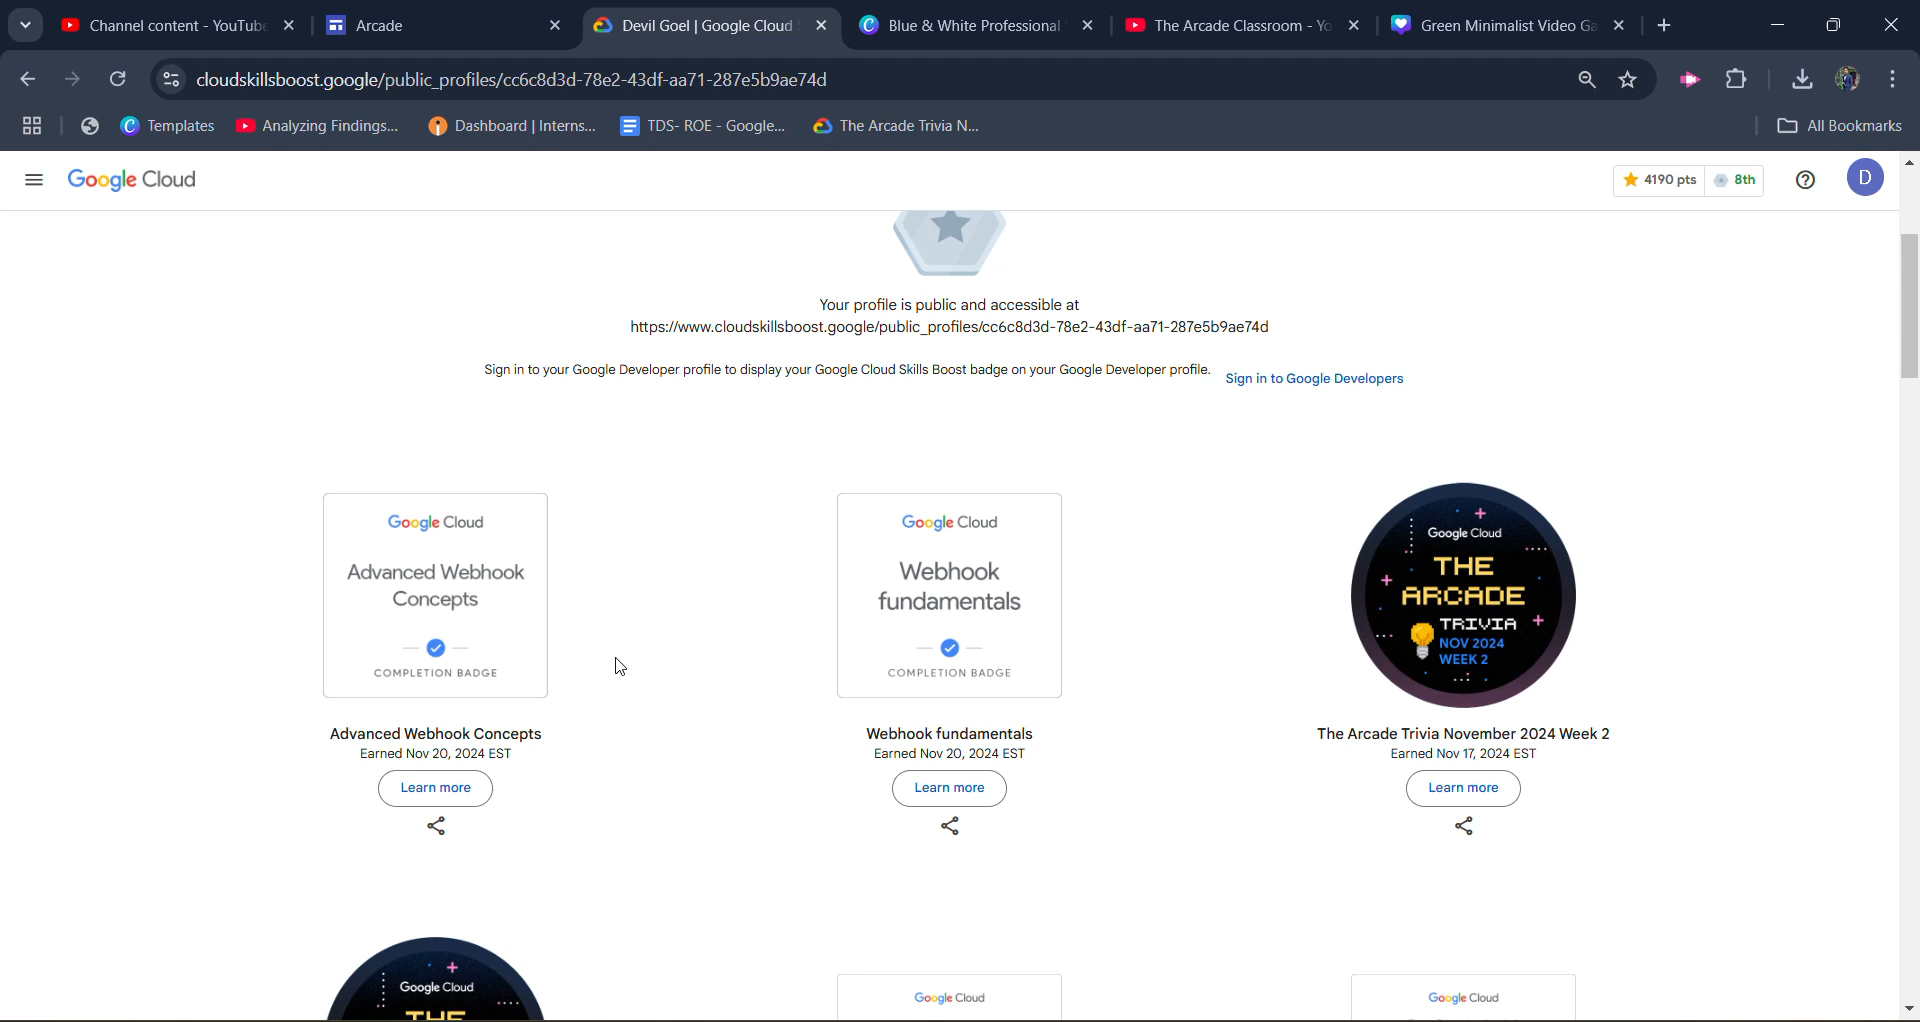 Channel content - YouTube
Arcade
Devil Goel | Google Cloud
Blue & White Professional
The Arcade Classroom - Yo
Green Minimalist Video Ga
cloudskillsboost.google/public_profiles/cc6c8d3d-78e2-43df-aa71-287e5b9ae74d
Templates
Analyzing Findings...
Dashboard | Interns...
TDS- ROE - Google...
The Arcade Trivia N...
All Bookmarks
Google Cloud
4190 pts
8th
D
Your profile is public and accessible at
https://www.cloudskillsboost.google/public_profiles/cc6c8d3d-78e2-43df-aa71-287e5b9ae74d
Sign in to your Google Developer profile to display your Google Cloud Skills Boost badge on your Google Developer profile.
Sign in to Google Developers
Google Cloud
Advanced Webhook
Concepts
COMPLETION BADGE
Advanced Webhook Concepts
Earned Nov 20, 2024 EST
Learn more
Google Cloud
Webhook
fundamentals
COMPLETION BADGE
Webhook fundamentals
Earned Nov 20, 2024 EST
Learn more
Google Cloud
THE
ARCADE
TRIVIA
NOV 2024
WEEK 2
The Arcade Trivia November 2024 Week 2
Earned Nov 17, 2024 EST
Learn more
Google Cloud
THE
Google Cloud
Google Cloud